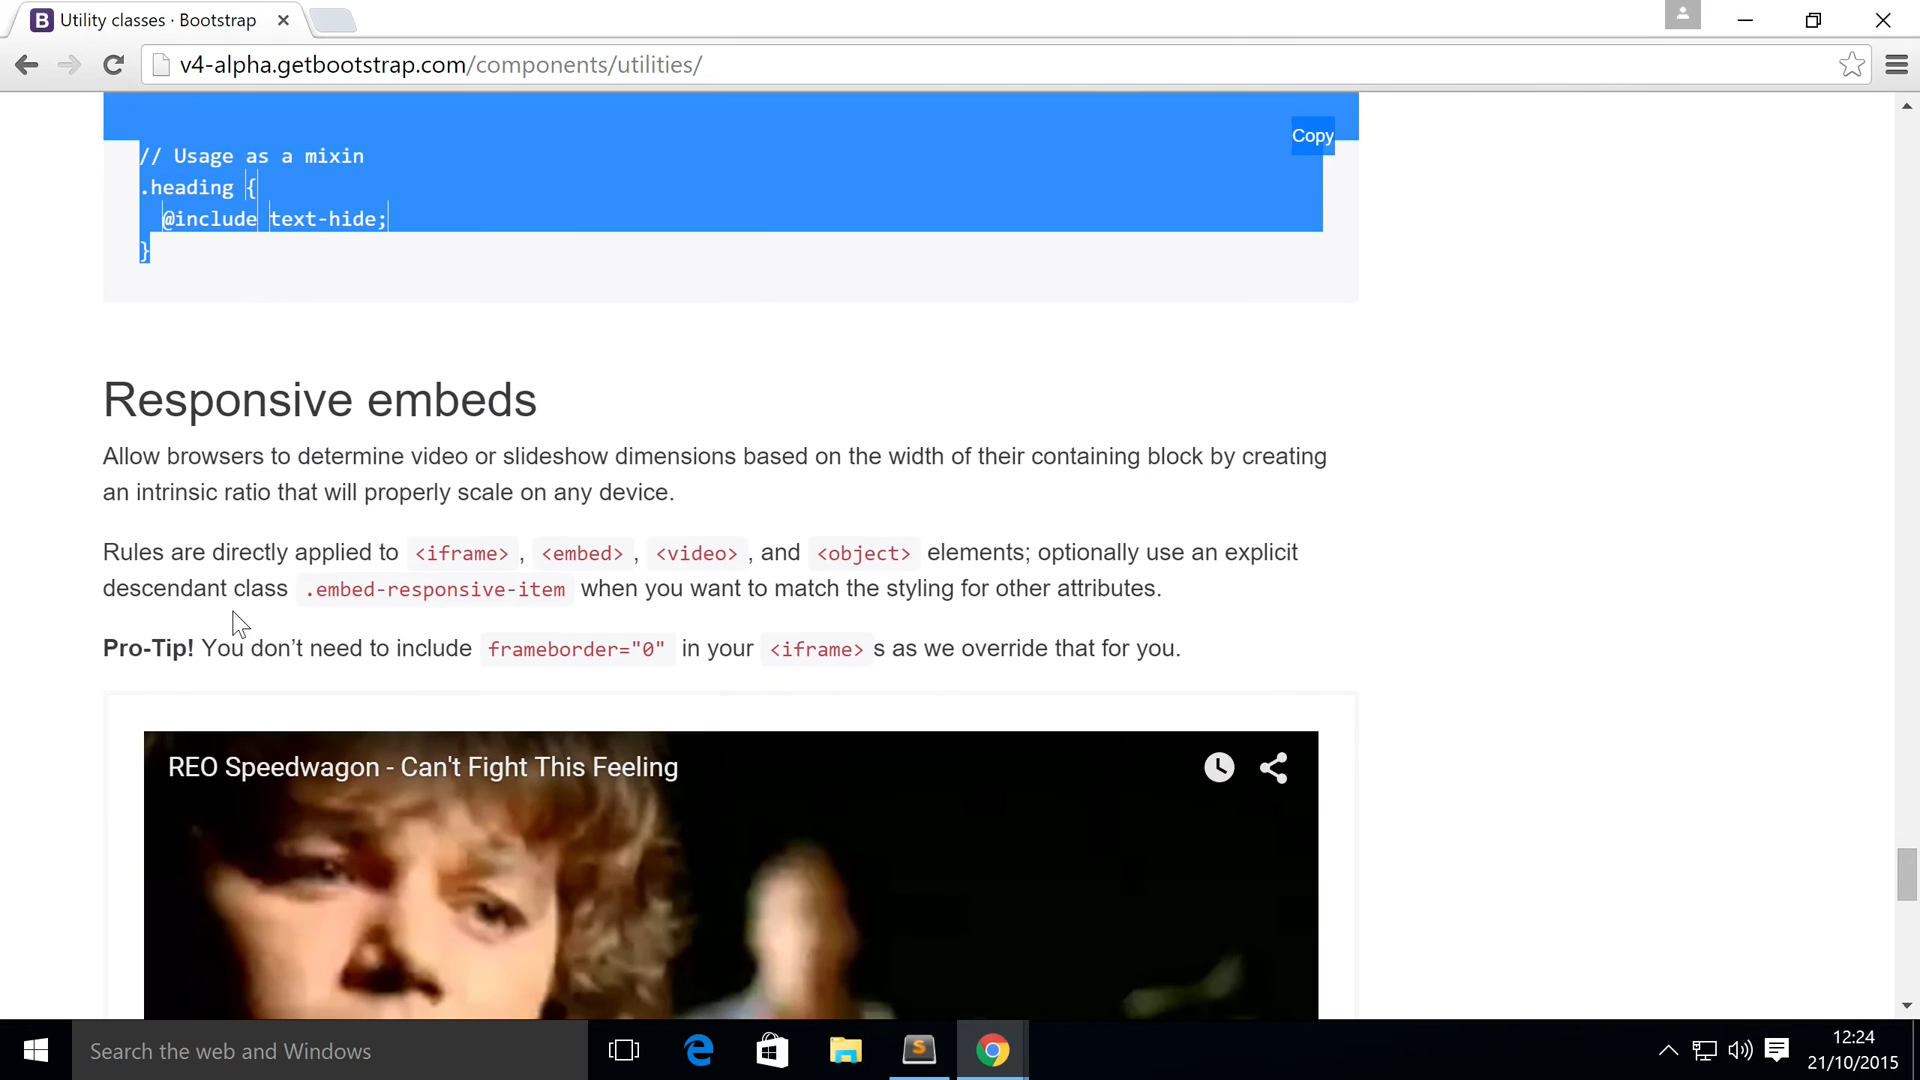 Utility classes · Bootstrap
v4-alpha.getbootstrap.com/components/utilities/
Copy
// Usage as a mixin
.heading {
  @include text-hide;
}
Responsive embeds
Allow browsers to determine video or slideshow dimensions based on the width of their containing block by creating
an intrinsic ratio that will properly scale on any device.
Rules are directly applied to <iframe> , <embed> , <video> , and <object> elements; optionally use an explicit
descendant class .embed-responsive-item when you want to match the styling for other attributes.
Pro-Tip! You don’t need to include frameborder="0" in your <iframe> s as we override that for you.
REO Speedwagon - Can't Fight This Feeling
Search the web and Windows
12:24
21/10/2015